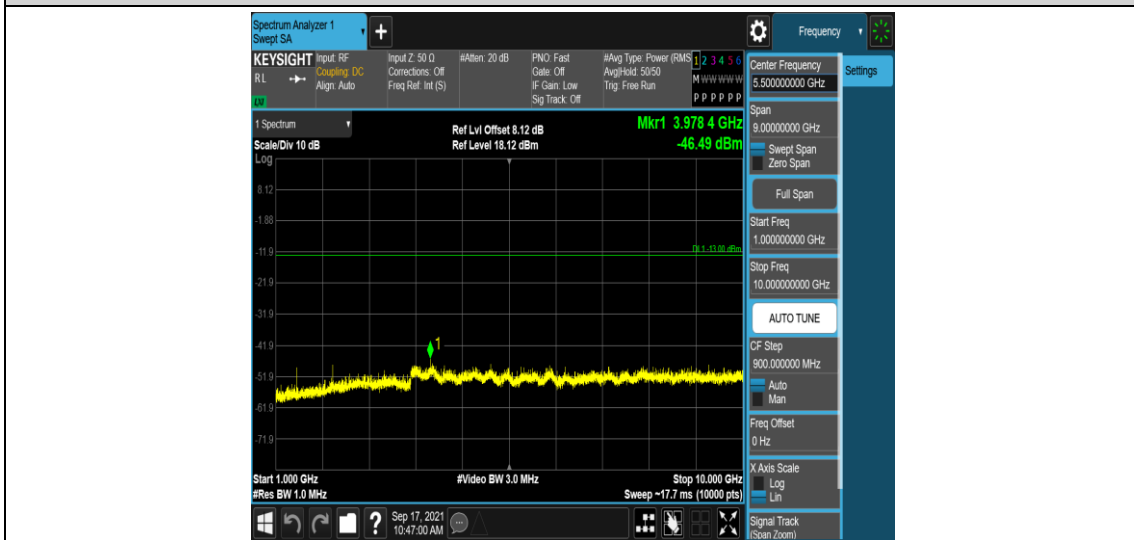 Spectrum Analyzer 1
Swept SA
+
Frequency
KEYSIGHT
RL
LXI
Input: RF
Coupling: DC
Align: Auto
Input Z: 50 Ω
Corrections: Off
Freq Ref: Int (S)
#Atten: 20 dB
PNO: Fast
Gate: Off
IF Gain: Low
Sig Track: Off
#Avg Type: Power (RMS
Avg|Hold: 50/50
Trig: Free Run
1 2 3 4 5 6
M W W W W W
P P P P P P
Center Frequency
5.500000000 GHz
Settings
Span
9.00000000 GHz
Swept Span
Zero Span
Full Span
Start Freq
1.000000000 GHz
Stop Freq
10.000000000 GHz
AUTO TUNE
CF Step
900.000000 MHz
Auto
Man
Freq Offset
0 Hz
X Axis Scale
Log
Lin
Signal Track
(Span Zoom)
1 Spectrum
Scale/Div 10 dB
Ref Lvl Offset 8.12 dB
Ref Level 18.12 dBm
Mkr1 3.978 4 GHz
-46.49 dBm
Log
8.12
-1.88
-11.9
DL1 -13.00 dBm
-21.9
-31.9
-41.9
1
-51.9
-61.9
-71.9
Start 1.000 GHz
#Res BW 1.0 MHz
#Video BW 3.0 MHz
Stop 10.000 GHz
Sweep ~17.7 ms (10000 pts)
?
Sep 17, 2021
10:47:00 AM